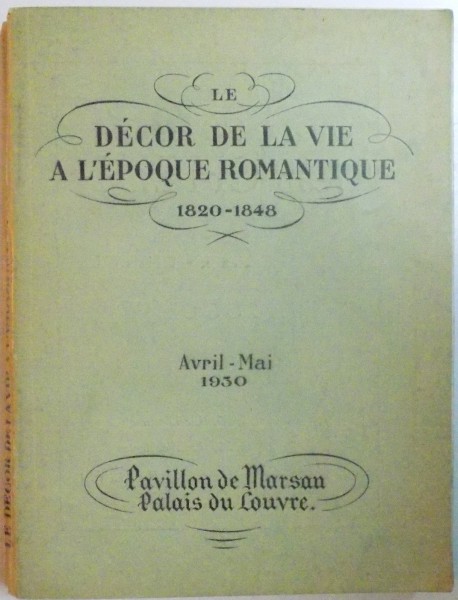 LE
DÉCOR DE LA VIE
A L'ÉPOQUE ROMANTIQUE
1820-1848
Avril-Mai
1930
Pavillon de Marsan
Palais du Louvre.